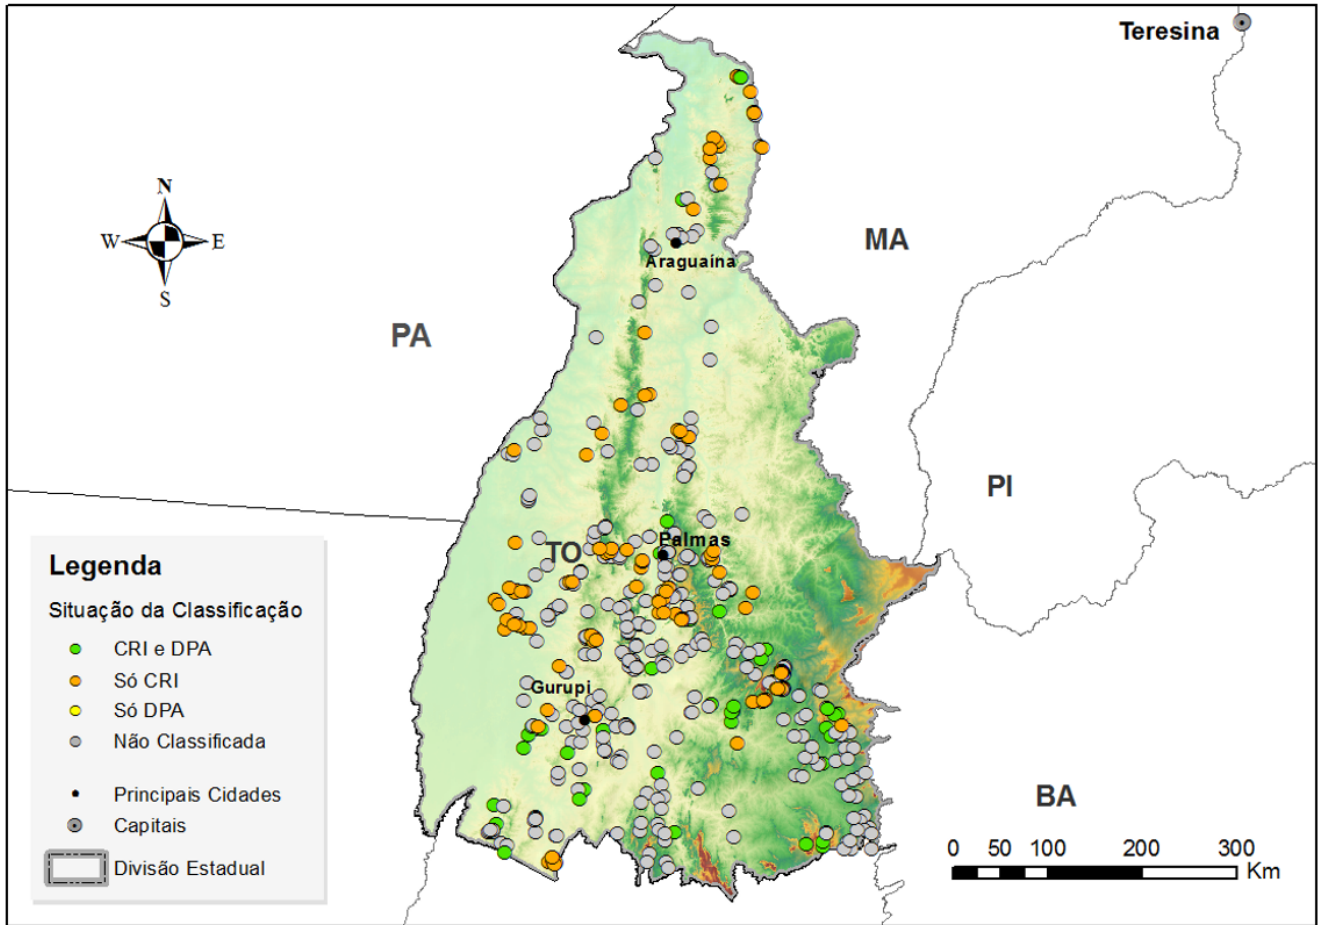 Teresina
N
W E
S
MA
Araguaína
PA
PI
Palmas
TO
Gurupi
BA
Legenda
Situação da Classificação
CRI e DPA
Só CRI
Só DPA
Não Classificada
Principais Cidades
Capitais
Divisão Estadual
0 50 100 200 300
Km